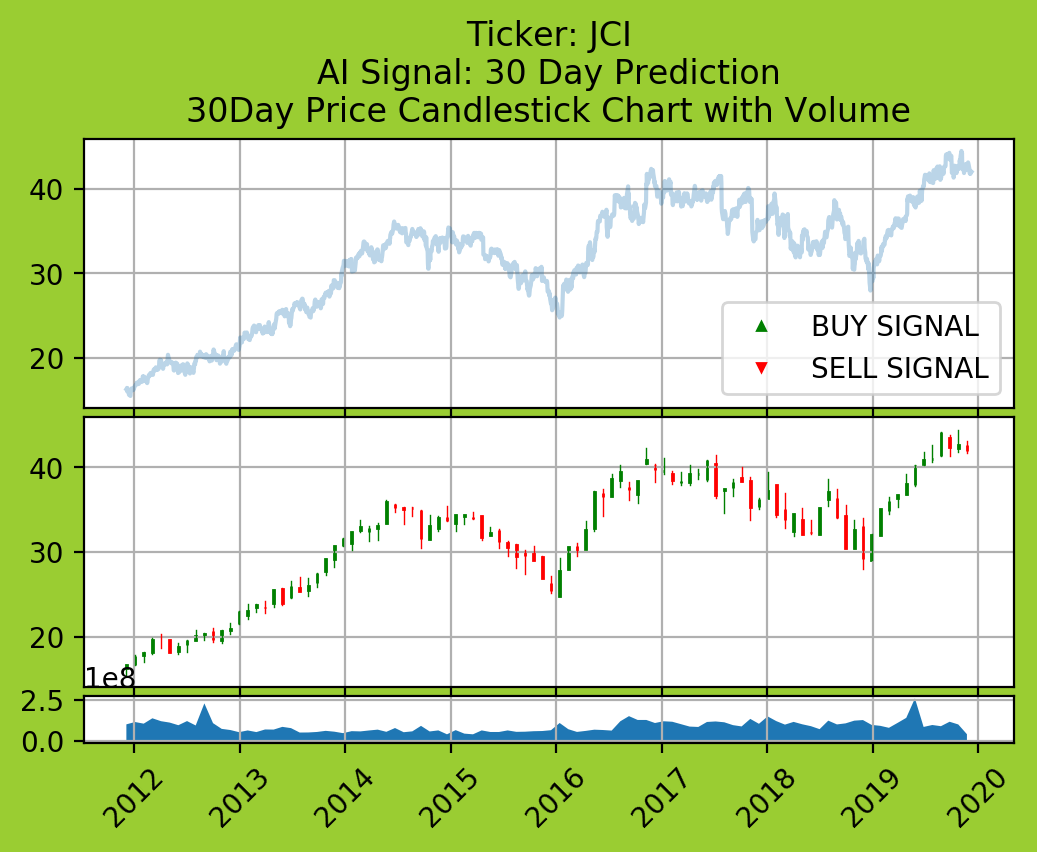 Ticker: JCI
AI Signal: 30 Day Prediction
30Day Price Candlestick Chart with Volume
40
30
20
BUY SIGNAL
SELL SIGNAL
40
30
20
1e8
2.5
0.0
2012 2013 2014 2015 2016 2017 2018 2019 2020